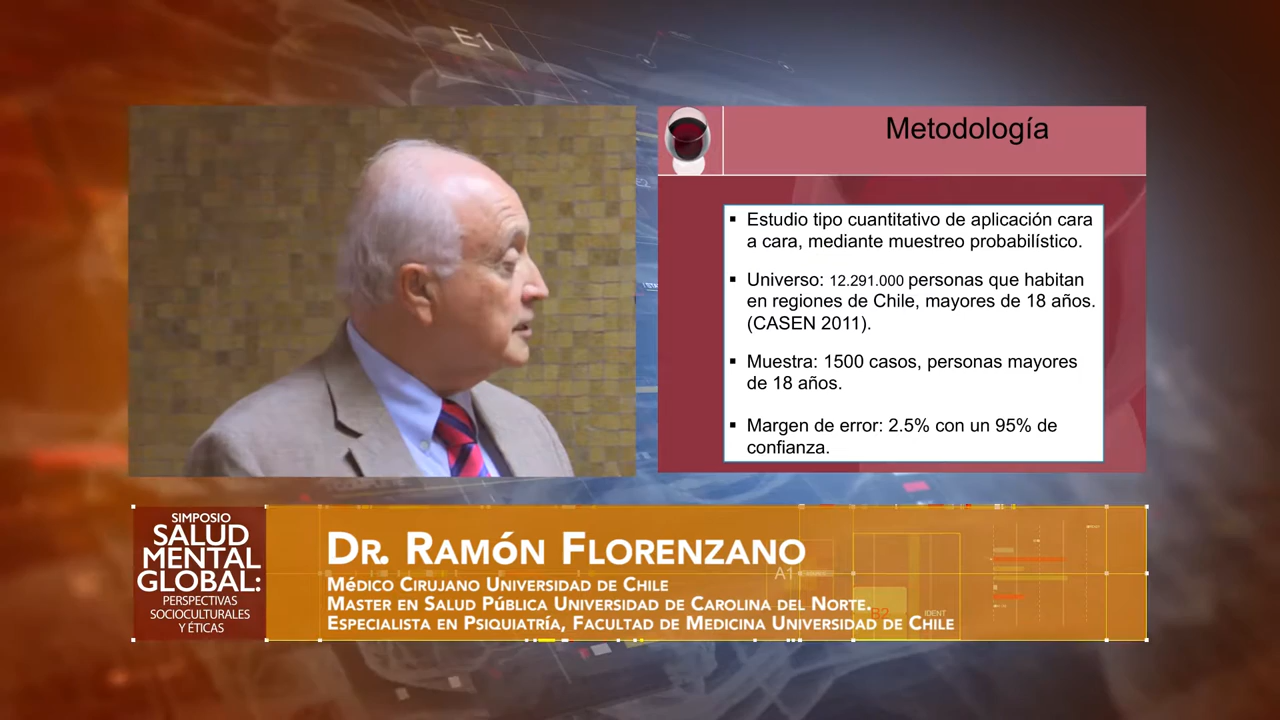 E1
Metodología
▪ Estudio tipo cuantitativo de aplicación cara
a cara, mediante muestreo probabilístico.
▪ Universo: 12.291.000 personas que habitan
en regiones de Chile, mayores de 18 años.
(CASEN 2011).
▪ Muestra: 1500 casos, personas mayores
de 18 años.
▪ Margen de error: 2.5% con un 95% de
confianza.
SIMPOSIO
SALUD
MENTAL
GLOBAL:
PERSPECTIVAS
SOCIOCULTURALES
Y ÉTICAS
DR. RAMÓN FLORENZANO
MÉDICO CIRUJANO UNIVERSIDAD DE CHILE
MASTER EN SALUD PÚBLICA UNIVERSIDAD DE CAROLINA DEL NORTE.
ESPECIALISTA EN PSIQUIATRÍA, FACULTAD DE MEDICINA UNIVERSIDAD DE CHILE
A1
B2
IDENT